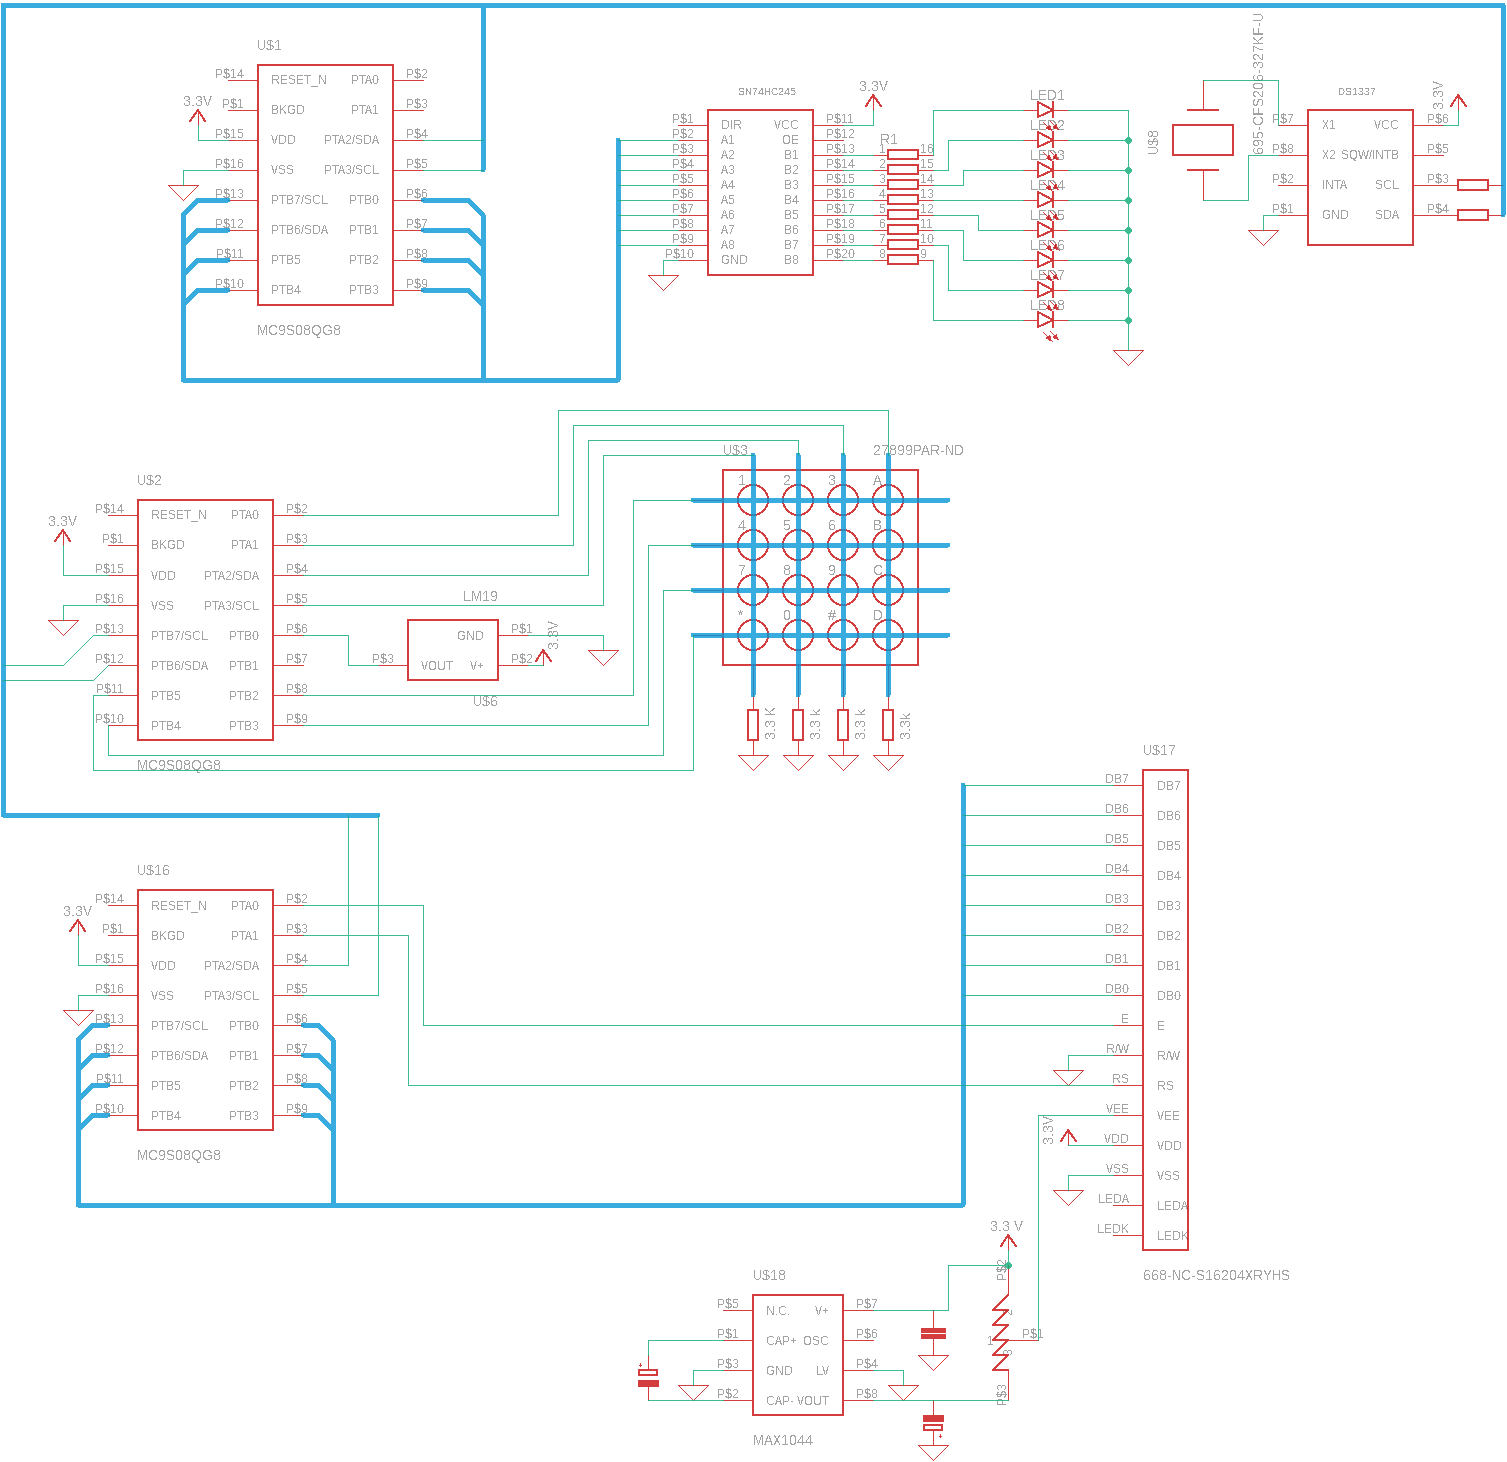 U$1
P$14 RESET_N PTA0 P$2
3.3V
P$1 BKGD PTA1 P$3
P$15 VDD PTA2/SDA P$4
P$16 VSS PTA3/SCL P$5
P$13 PTB7/SCL PTB0 P$6
P$12 PTB6/SDA PTB1 P$7
P$11 PTB5 PTB2 P$8
P$10 PTB4 PTB3 P$9
MC9S08QG8
SN74HC245
3.3V
P$1 DIR VCC P$11
P$2 A1 OE P$12
P$3 A2 B1 P$13
P$4 A3 B2 P$14
P$5 A4 B3 P$15
P$6 A5 B4 P$16
P$7 A6 B5 P$17
P$8 A7 B6 P$18
P$9 A8 B7 P$19
P$10 GND B8 P$20
R1
1 16
2 15
3 14
4 13
5 12
6 11
7 10
8 9
LED1
LED2
LED3
LED4
LED5
LED6
LED7
LED8
U$8
695-CFS206-327KF-U
DS1337
3.3V
P$7 X1 VCC P$6
P$8 X2 SQW/INTB P$5
P$2 INTA SCL P$3
P$1 GND SDA P$4
U$2
P$14 RESET_N PTA0 P$2
3.3V
P$1 BKGD PTA1 P$3
P$15 VDD PTA2/SDA P$4
P$16 VSS PTA3/SCL P$5
P$13 PTB7/SCL PTB0 P$6
P$12 PTB6/SDA PTB1 P$7
P$11 PTB5 PTB2 P$8
P$10 PTB4 PTB3 P$9
MC9S08QG8
LM19
GND P$1
3.3V
P$3 VOUT V+ P$2
U$6
U$3
27899PAR-ND
1 2 3 A
4 5 6 B
7 8 9 C
* 0 # D
3.3 K
3.3 k
3.3 k
3.3k
U$16
P$14 RESET_N PTA0 P$2
3.3V
P$1 BKGD PTA1 P$3
P$15 VDD PTA2/SDA P$4
P$16 VSS PTA3/SCL P$5
P$13 PTB7/SCL PTB0 P$6
P$12 PTB6/SDA PTB1 P$7
P$11 PTB5 PTB2 P$8
P$10 PTB4 PTB3 P$9
MC9S08QG8
U$17
DB7 DB7
DB6 DB6
DB5 DB5
DB4 DB4
DB3 DB3
DB2 DB2
DB1 DB1
DB0 DB0
E E
R/W R/W
RS RS
VEE VEE
3.3V
VDD VDD
VSS VSS
LEDA LEDA
LEDK LEDK
668-NC-S16204XRYHS
3.3 V
P$2
2
1 P$1
3
P$3
U$18
P$5 N.C. V+ P$7
P$1 CAP+ OSC P$6
P$3 GND LV P$4
P$2 CAP- VOUT P$8
+
+
MAX1044